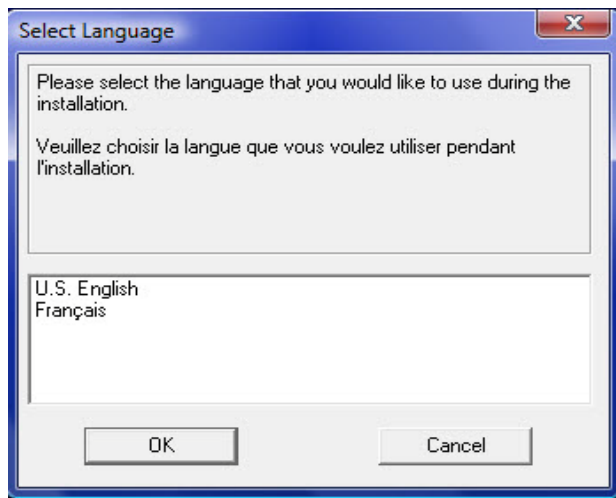 Select Language
Please select the language that you would like to use during the
installation.
Veuillez choisir la langue que vous voulez utiliser pendant
l'installation.
U.S. English
Français
OK
Cancel